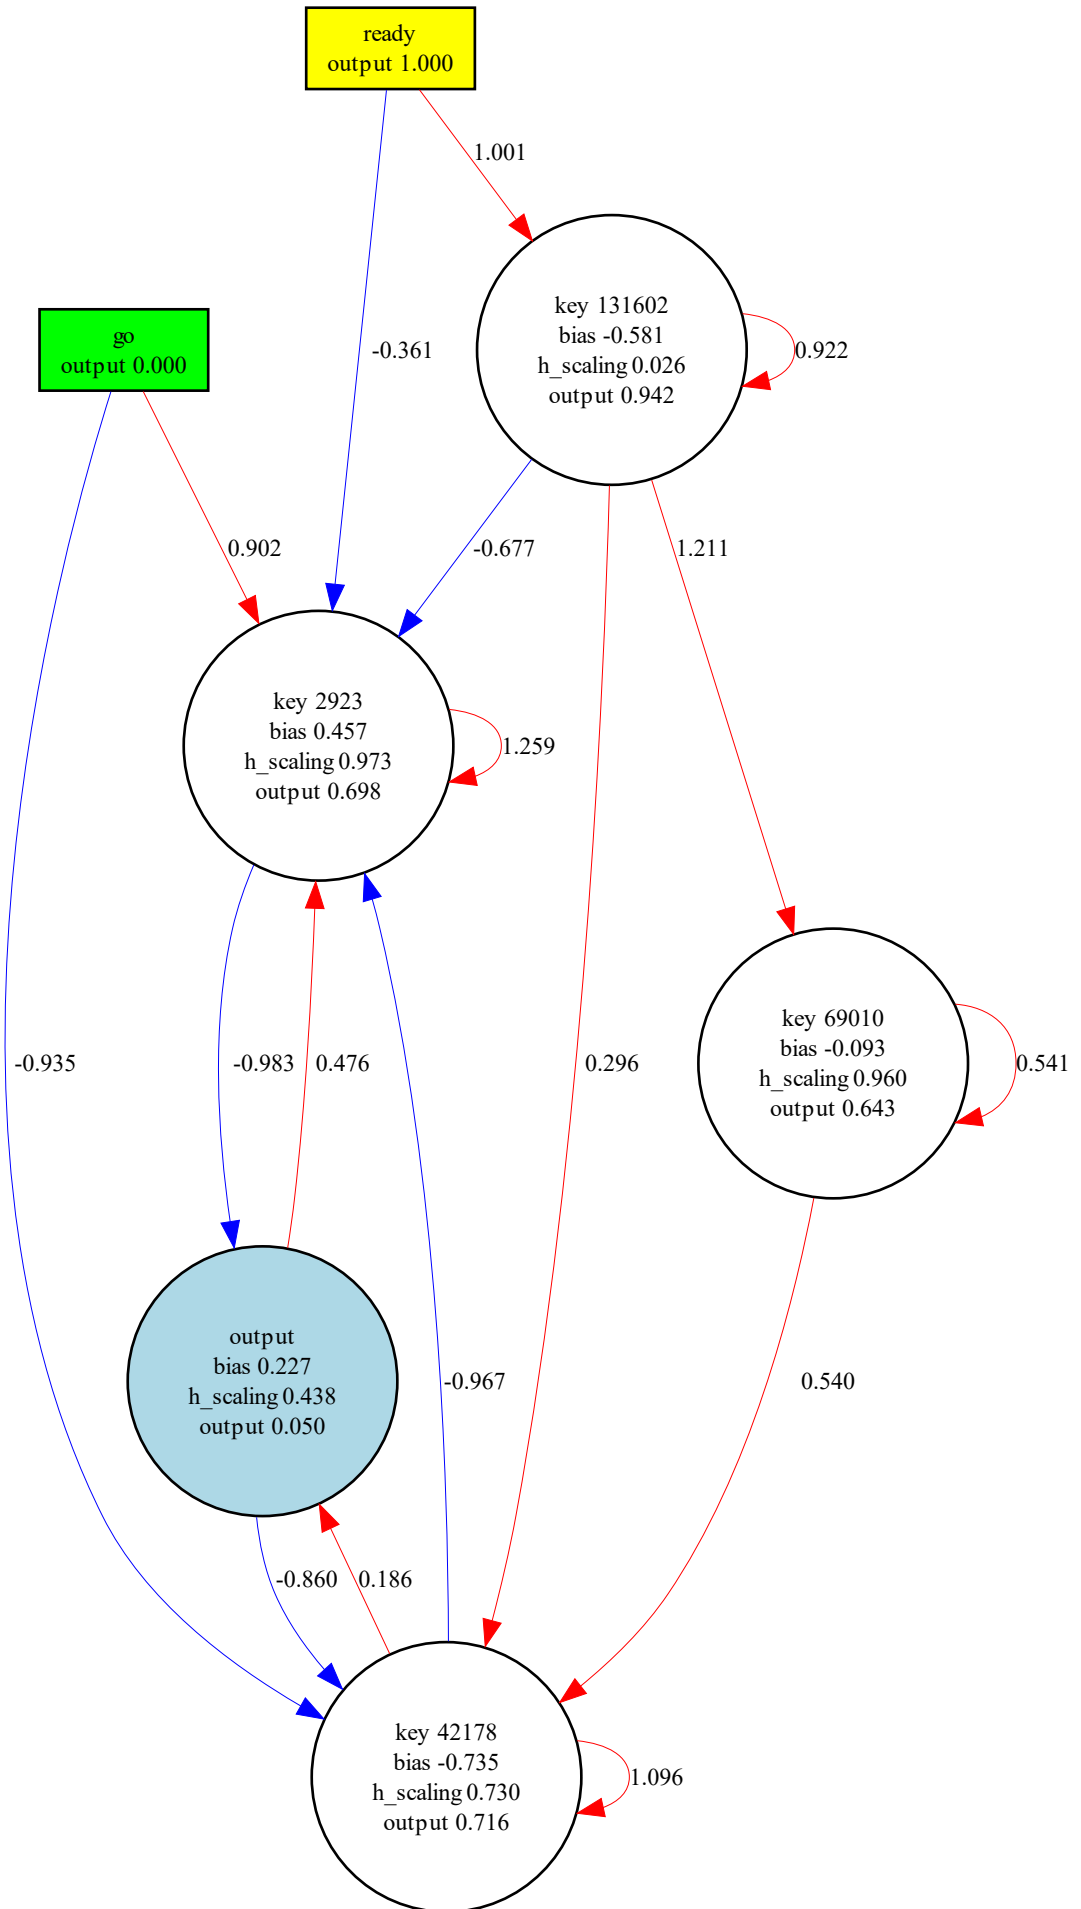 ready
output 1.000
1.001
key 131602
bias -0.581
h_scaling 0.026
output 0.942
0.922
go
output 0.000
-0.361
0.902
-0.677
1.211
key 2923
bias 0.457
h_scaling 0.973
output 0.698
1.259
key 69010
bias -0.093
h_scaling 0.960
output 0.643
0.541
-0.935
-0.983
0.476
0.296
output
bias 0.227
h_scaling 0.438
output 0.050
-0.967
0.540
-0.860
0.186
key 42178
bias -0.735
h_scaling 0.730
output 0.716
1.096